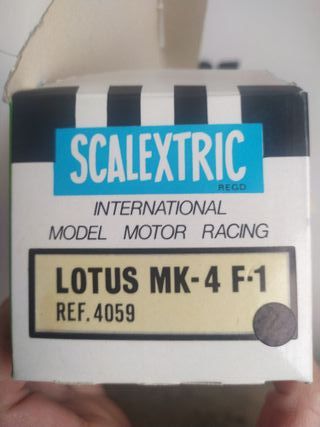 SCALEXTRIC
REGD
INTERNATIONAL
MODEL MOTOR RACING
LOTUS MK-4 F-1
REF. 4059